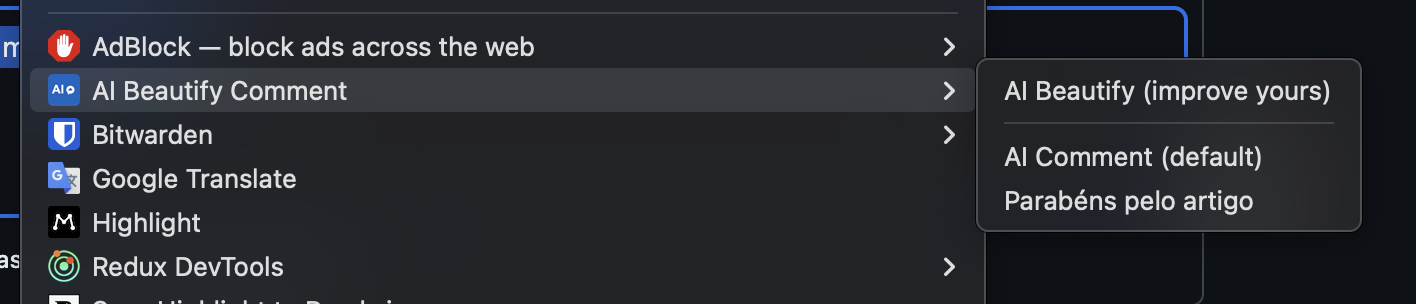 AdBlock — block ads across the web
AI Beautify Comment
Bitwarden
Google Translate
Highlight
Redux DevTools
AI Beautify (improve yours)
AI Comment (default)
Parabéns pelo artigo
m
as